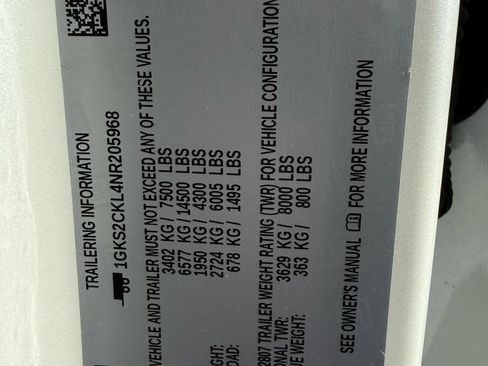 TRAILERING INFORMATION
1GKS2CKL4NR205968
VEHICLE AND TRAILER MUST NOT EXCEED ANY OF THESE VALUES.
3402 KG / 7500 LBS
6577 KG / 14500 LBS
1950 KG / 4300 LBS
GHT: 2724 KG / 6005 LBS
OAD: 678 KG / 1495 LBS
2807 TRAILER WEIGHT RATING (TWR) FOR VEHICLE CONFIGURATION
ONAL TWR: 3629 KG / 8000 LBS
UE WEIGHT: 363 KG / 800 LBS
SEE OWNER'S MANUAL FOR MORE INFORMATION